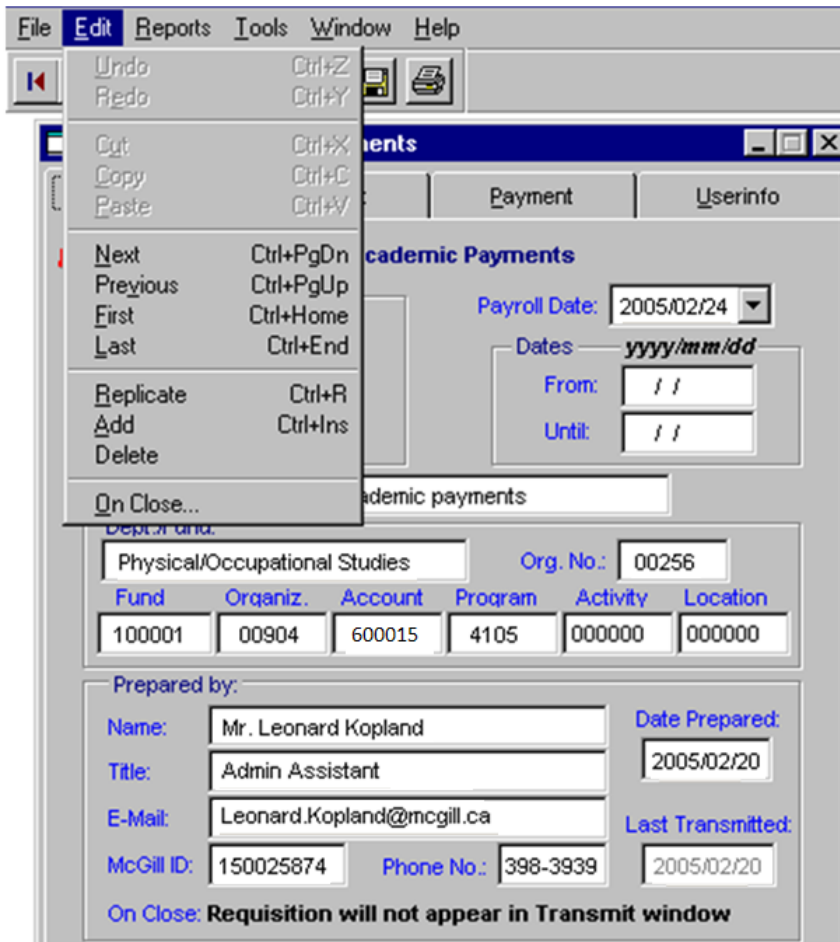 File Edit Reports Tools Window Help
Undo Ctrl+Z
Redo Ctrl+Y
Cut Ctrl+X
Copy Ctrl+C
Paste Ctrl+V
Next Ctrl+PgDn
Previous Ctrl+PgUp
First Ctrl+Home
Last Ctrl+End
Replicate Ctrl+R
Add Ctrl+Ins
Delete
On Close...
Payment Userinfo
Payments
Payroll Date: 2005/02/24
Dates yyyy/mm/dd
From: / /
Until: / /
payments
Dept./Fund:
Physical/Occupational Studies Org. No.: 00256
Fund Organiz. Account Program Activity Location
100001 00904 600015 4105 000000 000000
Prepared by:
Name: Mr. Leonard Kopland Date Prepared:
Title: Admin Assistant 2005/02/20
E-Mail: Leonard.Kopland@mcgill.ca Last Transmitted:
McGill ID: 150025874 Phone No.: 398-3939 2005/02/20
On Close: Requisition will not appear in Transmit window